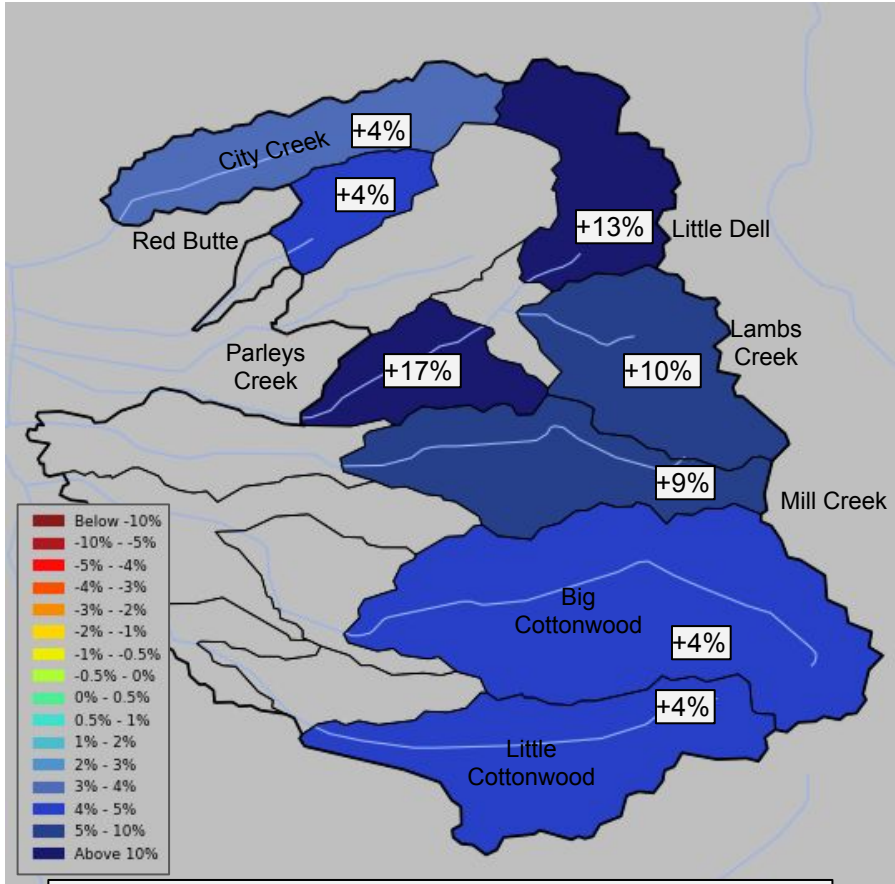 +4%
City Creek
+4%
Red Butte
+13%
Little Dell
Parleys
Creek
+17%
Lambs
Creek
+10%
+9%
Mill Creek
Big
Cottonwood
+4%
+4%
Little
Cottonwood
Below -10%
-10% - -5%
-5% - -4%
-4% - -3%
-3% - -2%
-2% - -1%
-1% - -0.5%
-0.5% - 0%
0% - 0.5%
0.5% - 1%
1% - 2%
2% - 3%
3% - 4%
4% - 5%
5% - 10%
Above 10%